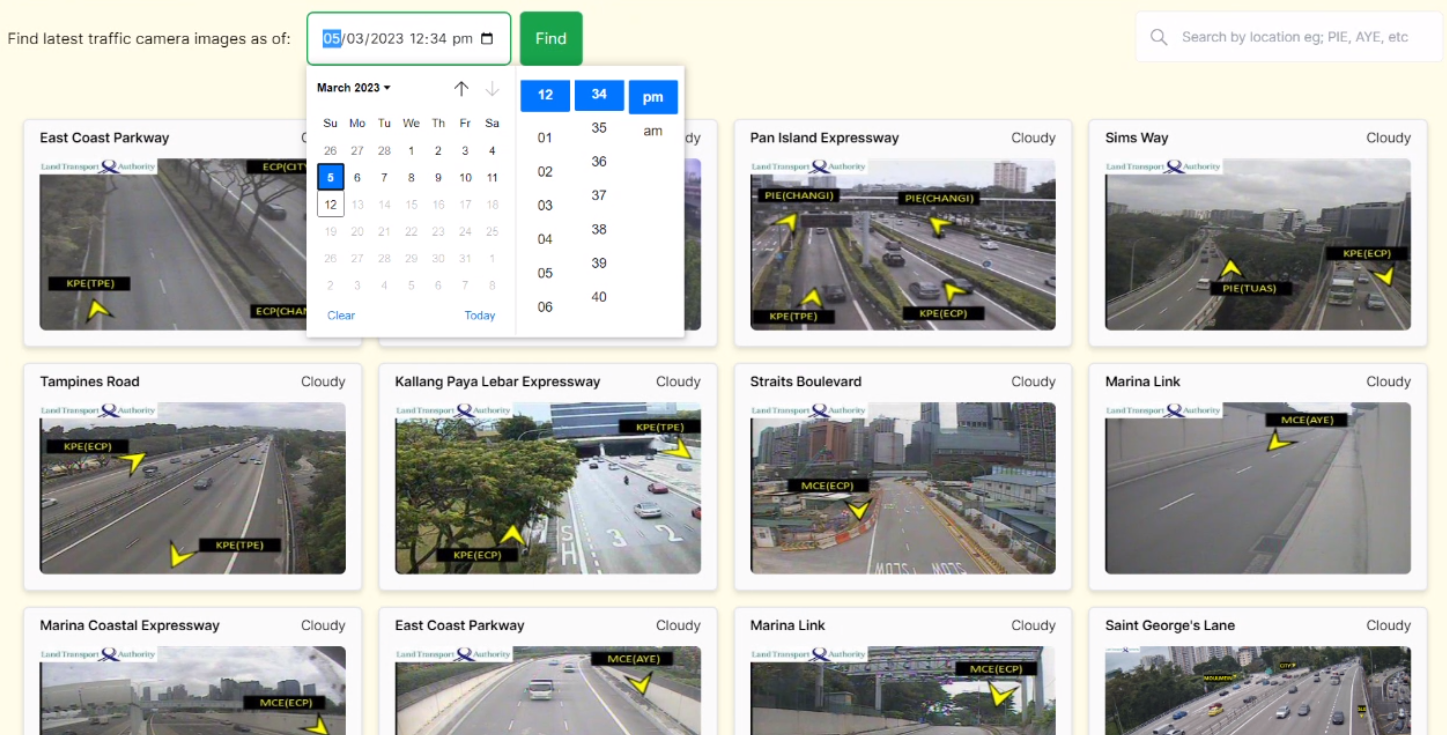 Find latest traffic camera images as of:
05/03/2023 12:34 pm
Find
Search by location eg; PIE, AYE, etc
March 2023
Su Mo Tu We Th Fr Sa
26 27 28 1 2 3 4
5 6 7 8 9 10 11
12 13 14 15 16 17 18
19 20 21 22 23 24 25
26 27 28 29 30 31 1
2 3 4 5 6 7 8
Clear Today
12 34 pm
01 35 am
02 36
03 37
04 38
05 39
06 40
East Coast Parkway
Land Transport Authority
KPE(TPE)
Pan Island Expressway Cloudy
Land Transport Authority
PIE(CHANGI)
PIE(CHANGI)
KPE(TPE)
KPE(ECP)
Sims Way Cloudy
Land Transport Authority
KPE(ECP)
PIE(TUAS)
Tampines Road Cloudy
Land Transport Authority
KPE(ECP)
KPE(TPE)
Kallang Paya Lebar Expressway Cloudy
Land Transport Authority
KPE(TPE)
KPE(ECP)
Straits Boulevard Cloudy
Land Transport Authority
MCE(ECP)
SLOW SLOW
Marina Link Cloudy
Land Transport Authority
MCE(AYE)
Marina Coastal Expressway Cloudy
Land Transport Authority
MCE(ECP)
East Coast Parkway Cloudy
Land Transport Authority
MCE(AYE)
Marina Link Cloudy
Land Transport Authority
MCE(ECP)
Saint George's Lane Cloudy